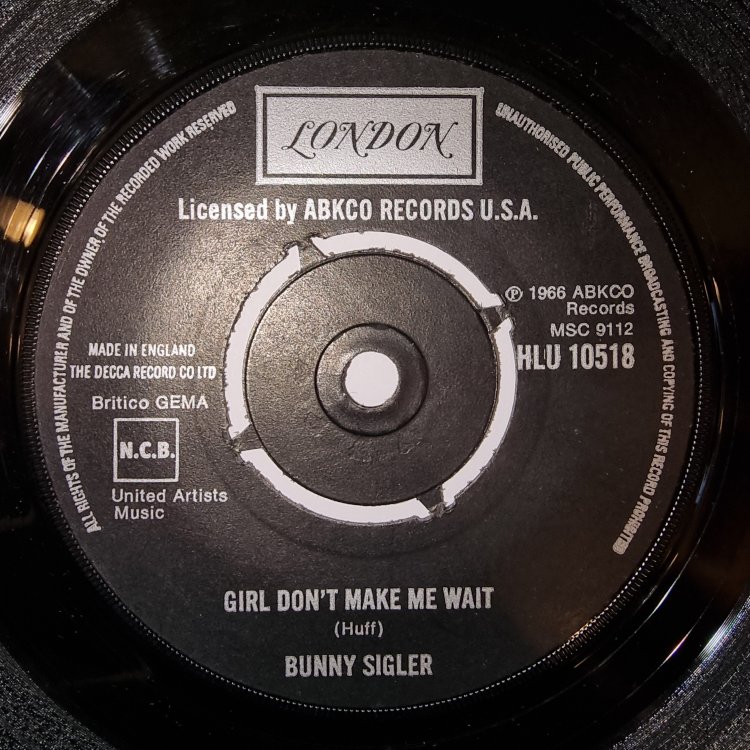 LONDON
Licensed by ABKCO RECORDS U.S.A.
ALL RIGHTS OF THE MANUFACTURER AND OF THE OWNER OF THE RECORDED WORK RESERVED
UNAUTHORISED PUBLIC PERFORMANCE BROADCASTING AND COPYING OF THIS RECORD PROHIBITED
℗ 1966 ABKCO
Records
MSC 9112
HLU 10518
MADE IN ENGLAND
THE DECCA RECORD CO LTD
Britico GEMA
N.C.B.
United Artists
Music
GIRL DON'T MAKE ME WAIT
(Huff)
BUNNY SIGLER